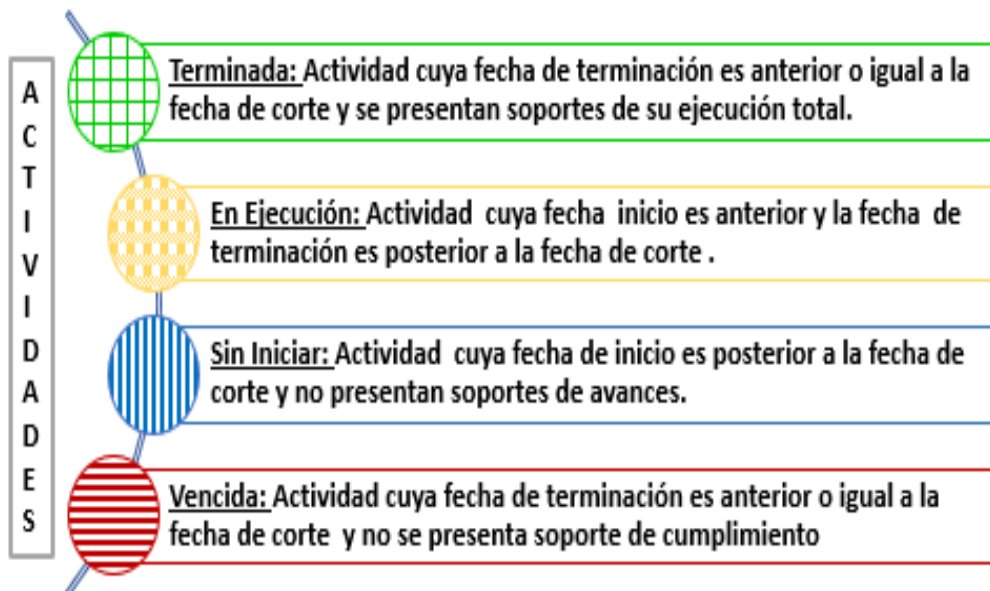 ACTIVIDADES
Terminada: Actividad cuya fecha de terminación es anterior o igual a la
fecha de corte y se presentan soportes de su ejecución total.
En Ejecución: Actividad cuya fecha inicio es anterior y la fecha de
terminación es posterior a la fecha de corte .
Sin Iniciar: Actividad cuya fecha de inicio es posterior a la fecha de
corte y no presentan soportes de avances.
Vencida: Actividad cuya fecha de terminación es anterior o igual a la
fecha de corte y no se presenta soporte de cumplimiento